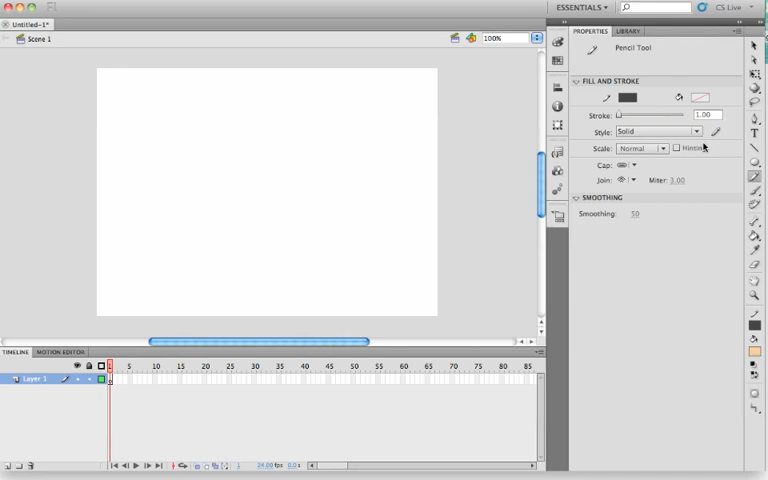 ESSENTIALS
CS Live
Untitled-1*
Scene 1
100%
PROPERTIES
LIBRARY
Pencil Tool
FILL AND STROKE
Stroke: 1.00
Style: Solid
Scale: Normal Hinting
Cap:
Join: Miter: 3.00
SMOOTHING
Smoothing: 50
TIMELINE
MOTION EDITOR
1 5 10 15 20 25 30 35 40 45 50 55 60 65 70 75 80 85
Layer 1
1 24.00 fps 0.0 s